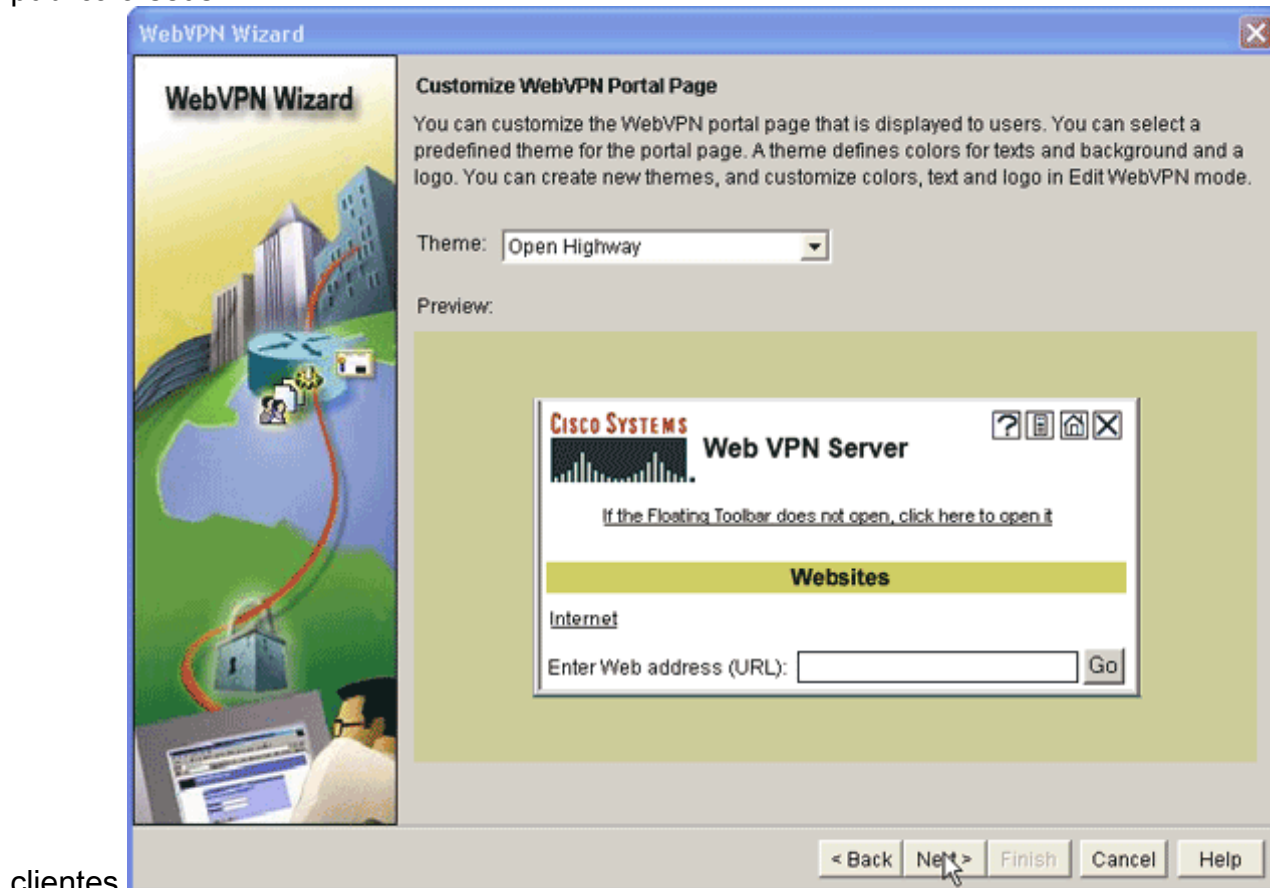 WebVPN Wizard
WebVPN Wizard
Customize WebVPN Portal Page
You can customize the WebVPN portal page that is displayed to users. You can select a
predefined theme for the portal page. A theme defines colors for texts and background and a
logo. You can create new themes, and customize colors, text and logo in Edit WebVPN mode.
Theme: Open Highway
Preview:
CISCO SYSTEMS
Web VPN Server
If the Floating Toolbar does not open, click here to open it
Websites
Internet
Enter Web address (URL): Go
< Back Next > Finish Cancel Help
clientes